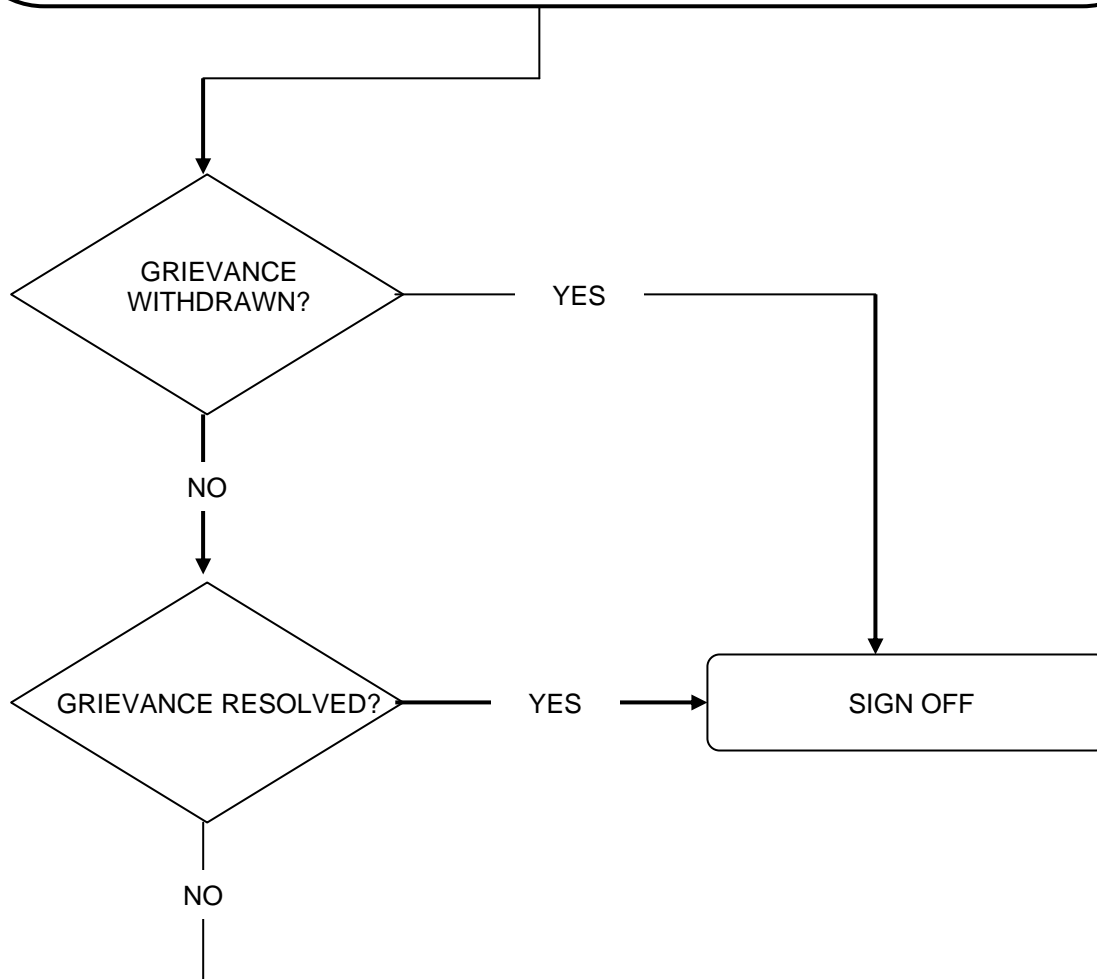 GRIEVANCE
WITHDRAWN?
YES
NO
GRIEVANCE RESOLVED?
YES
SIGN OFF
NO